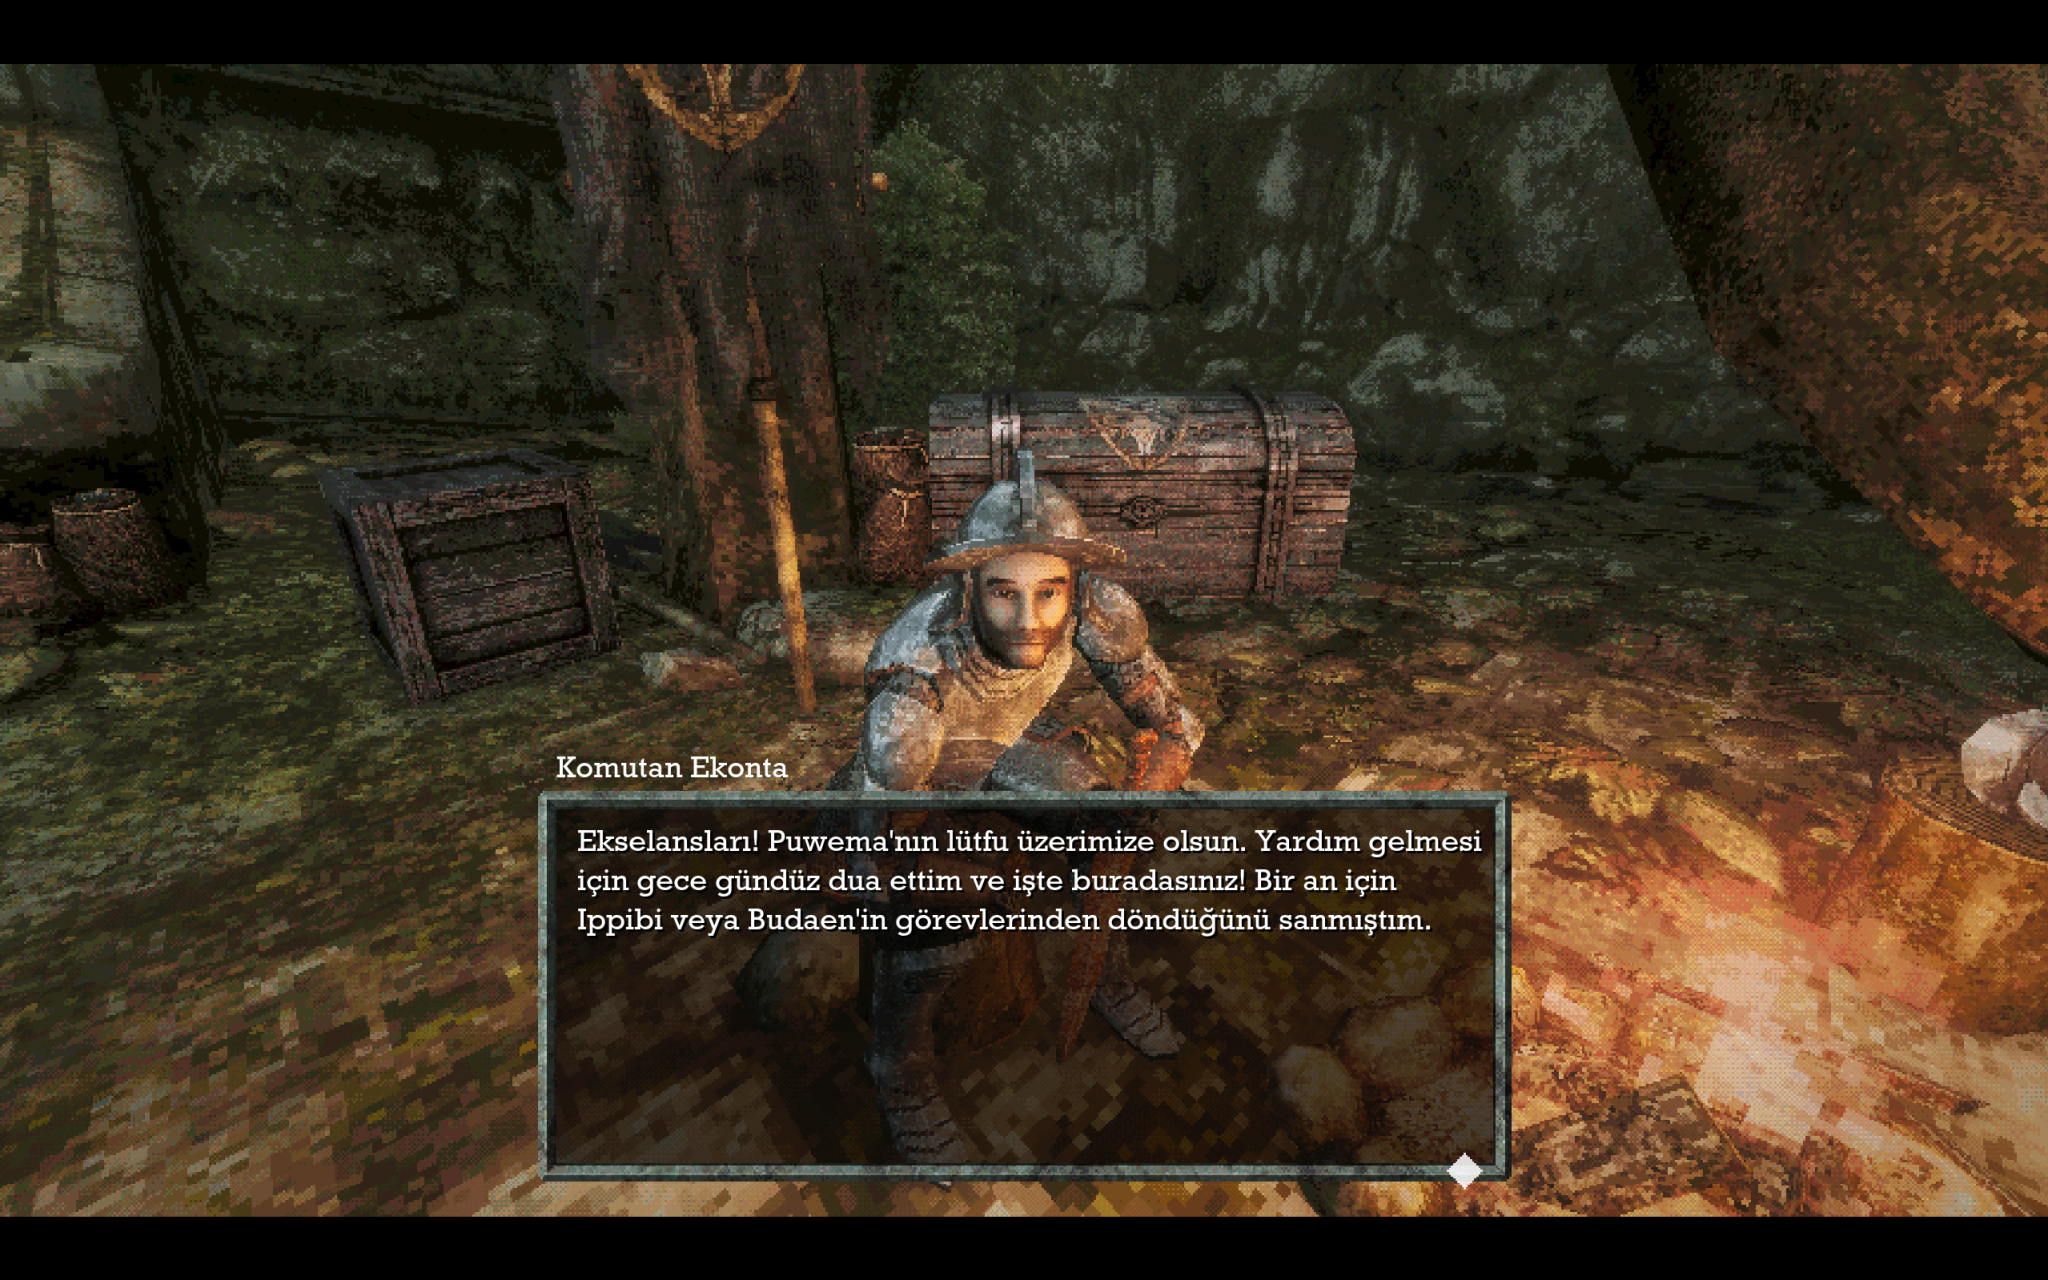 Komutan Ekonta
Ekselansları! Puwema'nın lütfu üzerimize olsun. Yardım gelmesi
için gece gündüz dua ettim ve işte buradasınız! Bir an için
Ippibi veya Budaen'in görevlerinden döndüğünü sanmıştım.